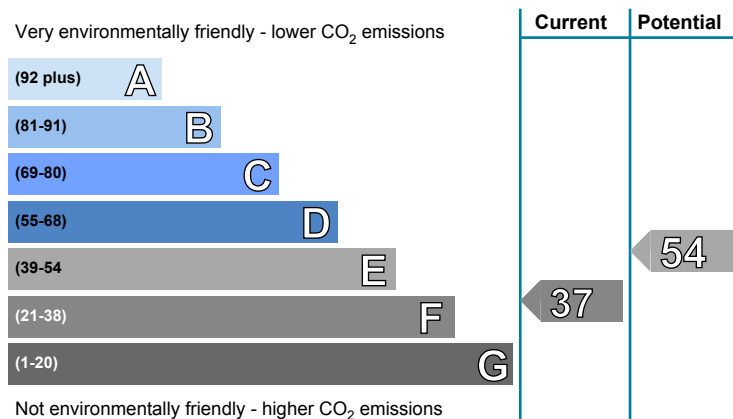 Very environmentally friendly - lower CO₂ emissions
Current
Potential
(92 plus) A
(81-91) B
(69-80) C
(55-68) D
(39-54 E
(21-38) F
(1-20) G
37
54
Not environmentally friendly - higher CO₂ emissions